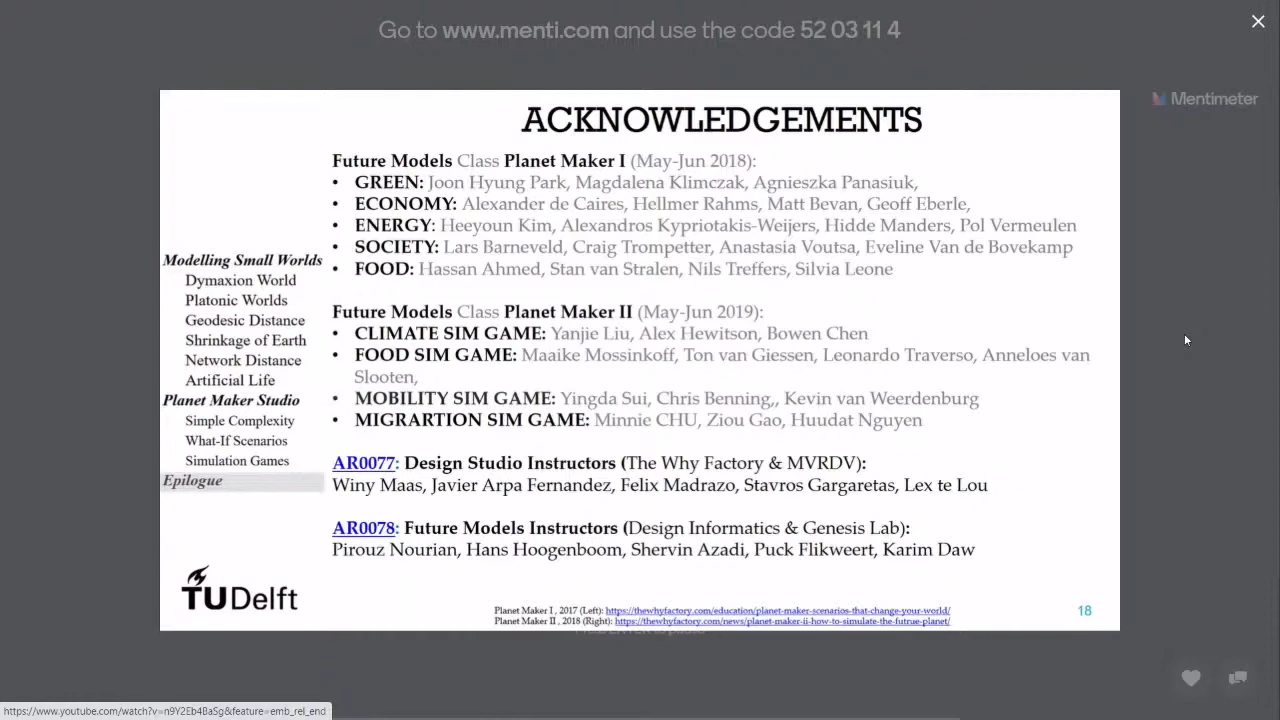 Go to www.menti.com and use the code 52 03 11 4
Mentimeter
ACKNOWLEDGEMENTS
Future Models Class Planet Maker I (May-Jun 2018):
• GREEN: Joon Hyung Park, Magdalena Klimczak, Agnieszka Panasiuk,
• ECONOMY: Alexander de Caires, Hellmer Rahms, Matt Bevan, Geoff Eberle,
• ENERGY: Heeyoun Kim, Alexandros Kypriotakis-Weijers, Hidde Manders, Pol Vermeulen
• SOCIETY: Lars Barneveld, Craig Trompetter, Anastasia Voutsa, Eveline Van de Bovekamp
• FOOD: Hassan Ahmed, Stan van Stralen, Nils Treffers, Silvia Leone
Future Models Class Planet Maker II (May-Jun 2019):
• CLIMATE SIM GAME: Yanjie Liu, Alex Hewitson, Bowen Chen
• FOOD SIM GAME: Maaike Mossinkoff, Ton van Giessen, Leonardo Traverso, Anneloes van
Slooten,
• MOBILITY SIM GAME: Yingda Sui, Chris Benning,, Kevin van Weerdenburg
• MIGRARTION SIM GAME: Minnie CHU, Ziou Gao, Huudat Nguyen
AR0077: Design Studio Instructors (The Why Factory & MVRDV):
Winy Maas, Javier Arpa Fernandez, Felix Madrazo, Stavros Gargaretas, Lex te Lou
AR0078: Future Models Instructors (Design Informatics & Genesis Lab):
Pirouz Nourian, Hans Hoogenboom, Shervin Azadi, Puck Flikweert, Karim Daw
Modelling Small Worlds
Dymaxion World
Platonic Worlds
Geodesic Distance
Shrinkage of Earth
Network Distance
Artificial Life
Planet Maker Studio
Simple Complexity
What-If Scenarios
Simulation Games
Epilogue
TUDelft
Planet Maker I , 2017 (Left): https://thewhyfactory.com/education/planet-maker-scenarios-that-change-your-world/
Planet Maker II , 2018 (Right): https://thewhyfactory.com/news/planet-maker-ii-how-to-simulate-the-futrue-planet/
18
https://www.youtube.com/watch?v=n9Y2Eb4BaSg&feature=emb_rel_end